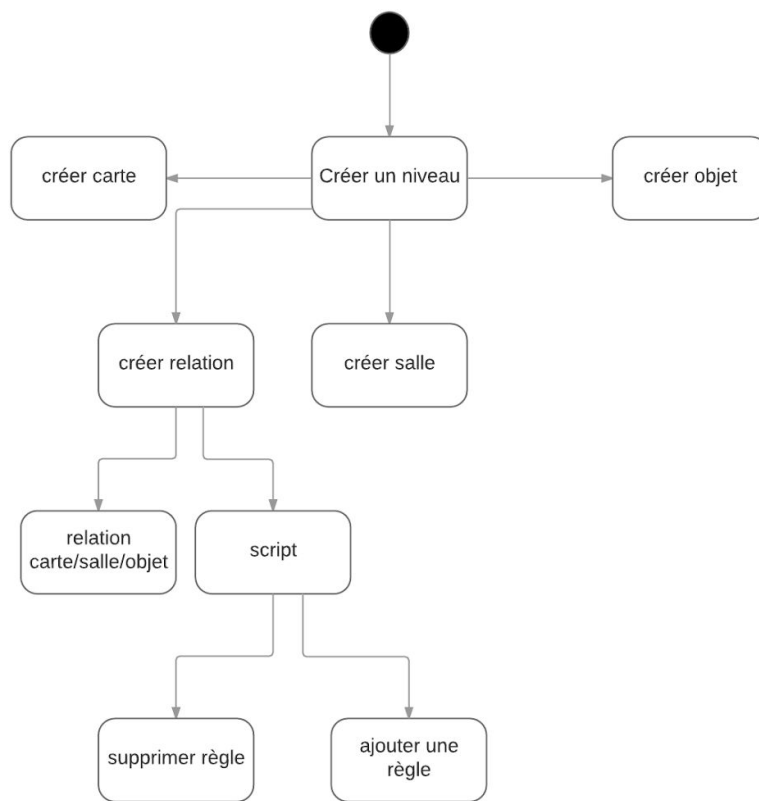 créer carte
Créer un niveau
créer objet
créer relation
créer salle
relation
carte/salle/objet
script
supprimer règle
ajouter une
règle